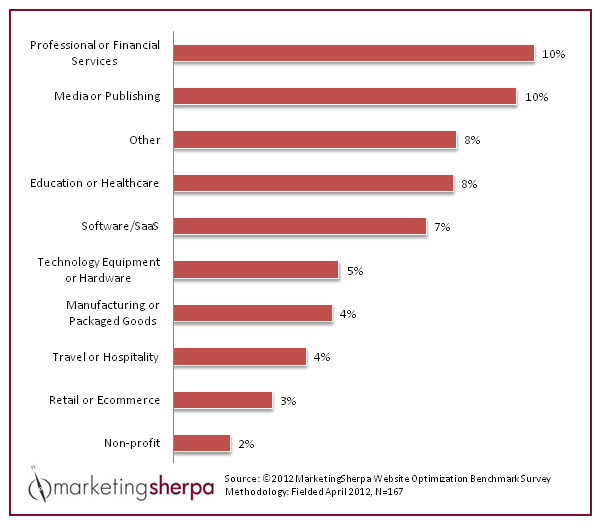 Professional or Financial
Services
10%
Media or Publishing
10%
Other
8%
Education or Healthcare
8%
Software/SaaS
7%
Technology Equipment
or Hardware
5%
Manufacturing or
Packaged Goods
4%
Travel or Hospitality
4%
Retail or Ecommerce
3%
Non-profit
2%
marketingsherpa
Source: ©2012 MarketingSherpa Website Optimization Benchmark Survey
Methodology: Fielded April 2012, N=167